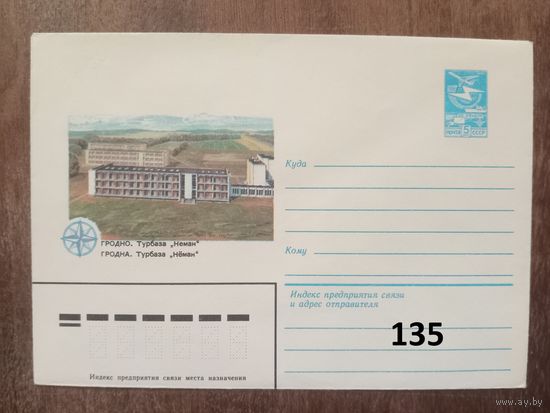 ПОЧТА 5 СССР
Куда
ГРОДНО. Турбаза „Неман"
ГРОДНА. Турбаза „Нёман"
Кому
Индекс предприятия связи
и адрес отправителя
135
Индекс предприятия связи места назначения
www.ay.by